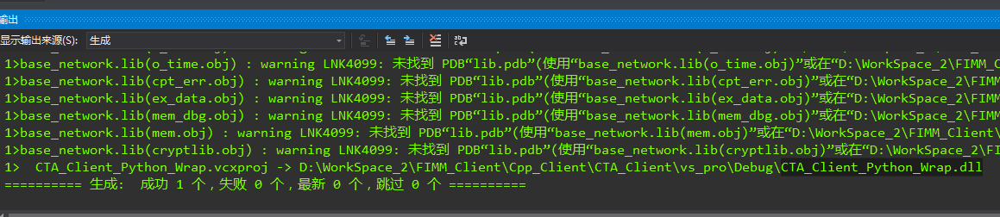 输出
显示输出来源(S): 生成
1>base_network.lib(o_time.obj) : warning LNK4099: 未找到 PDB“lib.pdb”(使用“base_network.lib(o_time.obj)”或在“D:\WorkSpace_2\FIMM
1>base_network.lib(cpt_err.obj) : warning LNK4099: 未找到 PDB“lib.pdb”(使用“base_network.lib(cpt_err.obj)”或在“D:\WorkSpace_2\FIM
1>base_network.lib(ex_data.obj) : warning LNK4099: 未找到 PDB“lib.pdb”(使用“base_network.lib(ex_data.obj)”或在“D:\WorkSpace_2\FIM
1>base_network.lib(mem_dbg.obj) : warning LNK4099: 未找到 PDB“lib.pdb”(使用“base_network.lib(mem_dbg.obj)”或在“D:\WorkSpace_2\FIM
1>base_network.lib(mem.obj) : warning LNK4099: 未找到 PDB“lib.pdb”(使用“base_network.lib(mem.obj)”或在“D:\WorkSpace_2\FIMM_Client\
1>base_network.lib(cryptlib.obj) : warning LNK4099: 未找到 PDB“lib.pdb”(使用“base_network.lib(cryptlib.obj)”或在“D:\WorkSpace_2\FI
1>  CTA_Client_Python_Wrap.vcxproj -> D:\WorkSpace_2\FIMM_Client\Cpp_Client\CTA_Client\vs_pro\Debug\CTA_Client_Python_Wrap.dll
========== 生成: 成功 1 个，失败 0 个，最新 0 个，跳过 0 个 ==========